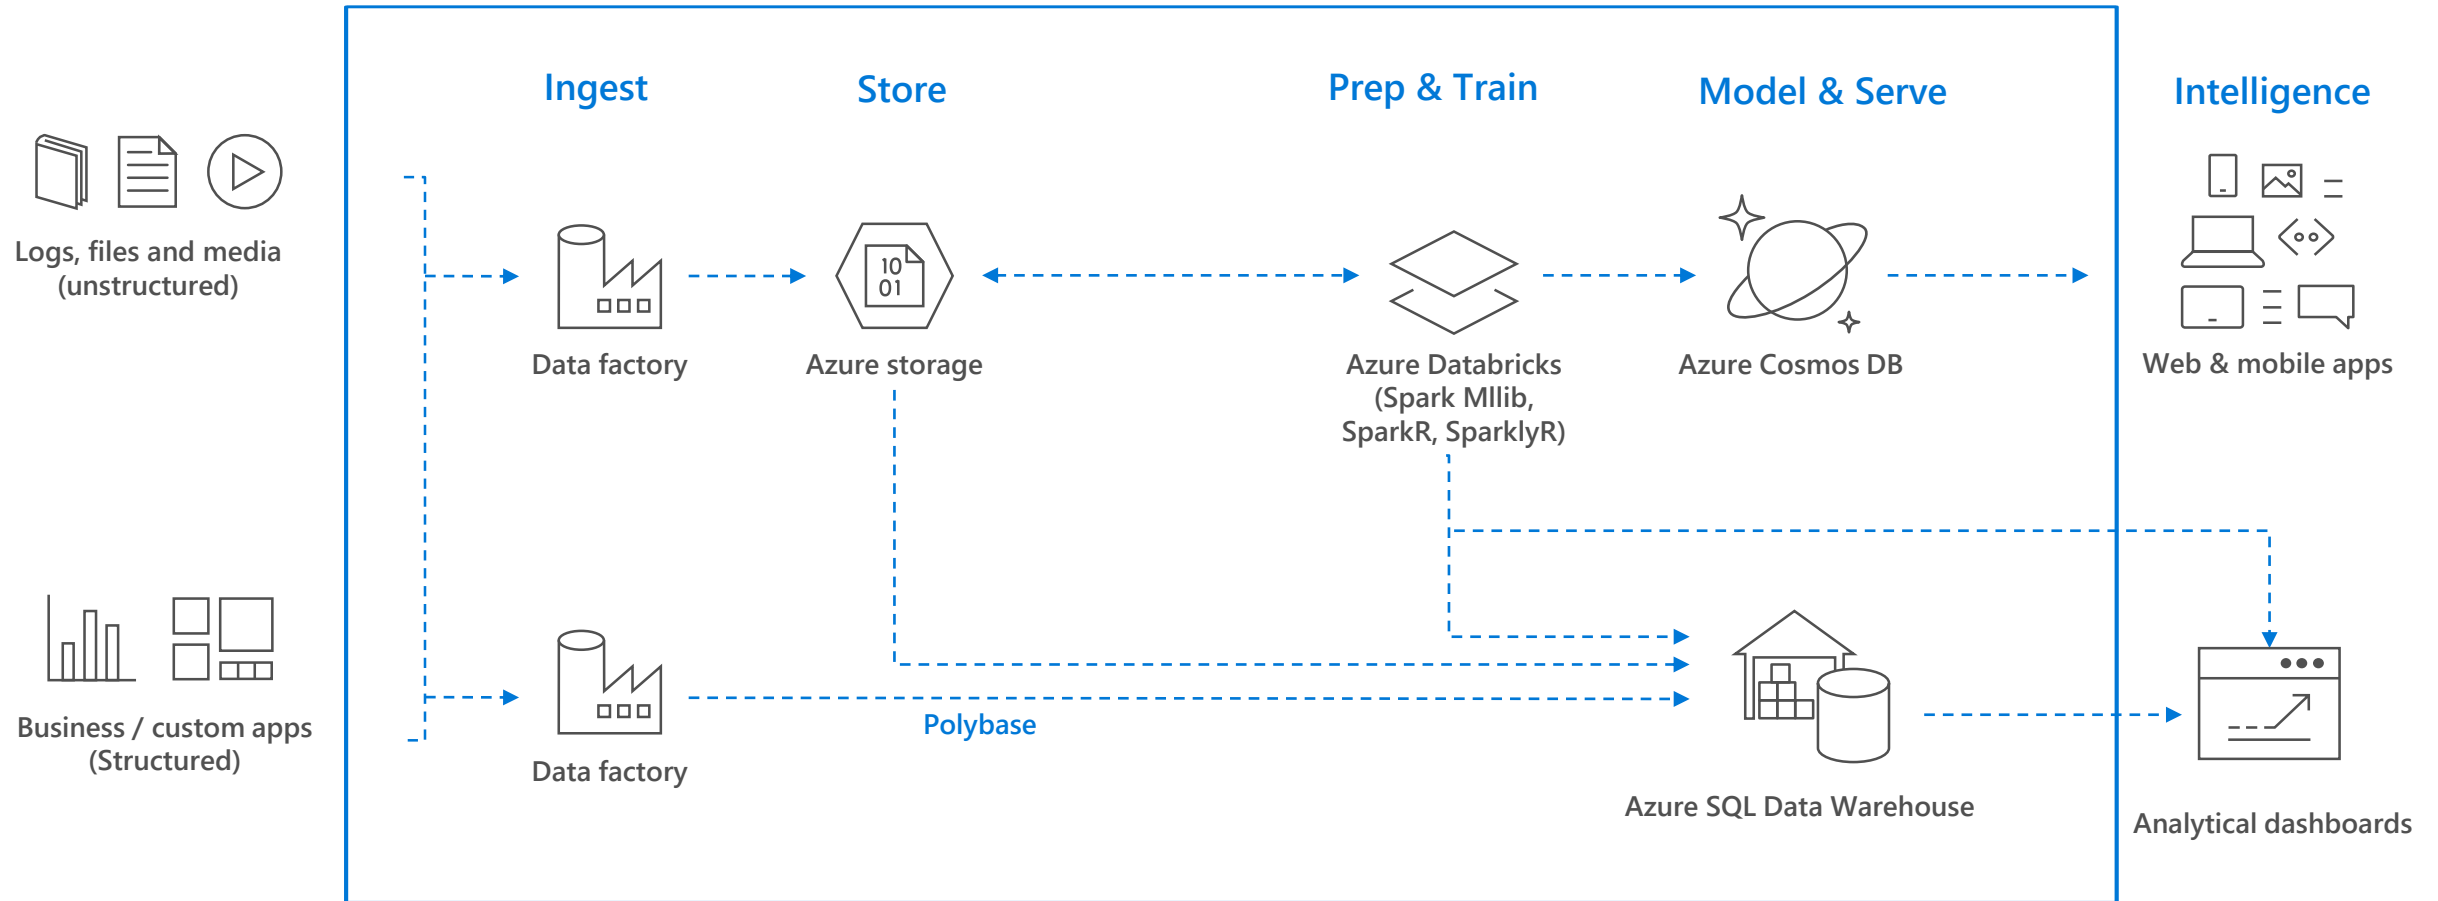 Ingest
Store
Prep & Train
Model & Serve
Intelligence
Logs, files and media
(unstructured)
10
01
Data factory
Azure storage
Azure Databricks
(Spark Mllib,
SparkR, SparklyR)
Azure Cosmos DB
Web & mobile apps
Business / custom apps
(Structured)
Data factory
Polybase
Azure SQL Data Warehouse
Analytical dashboards